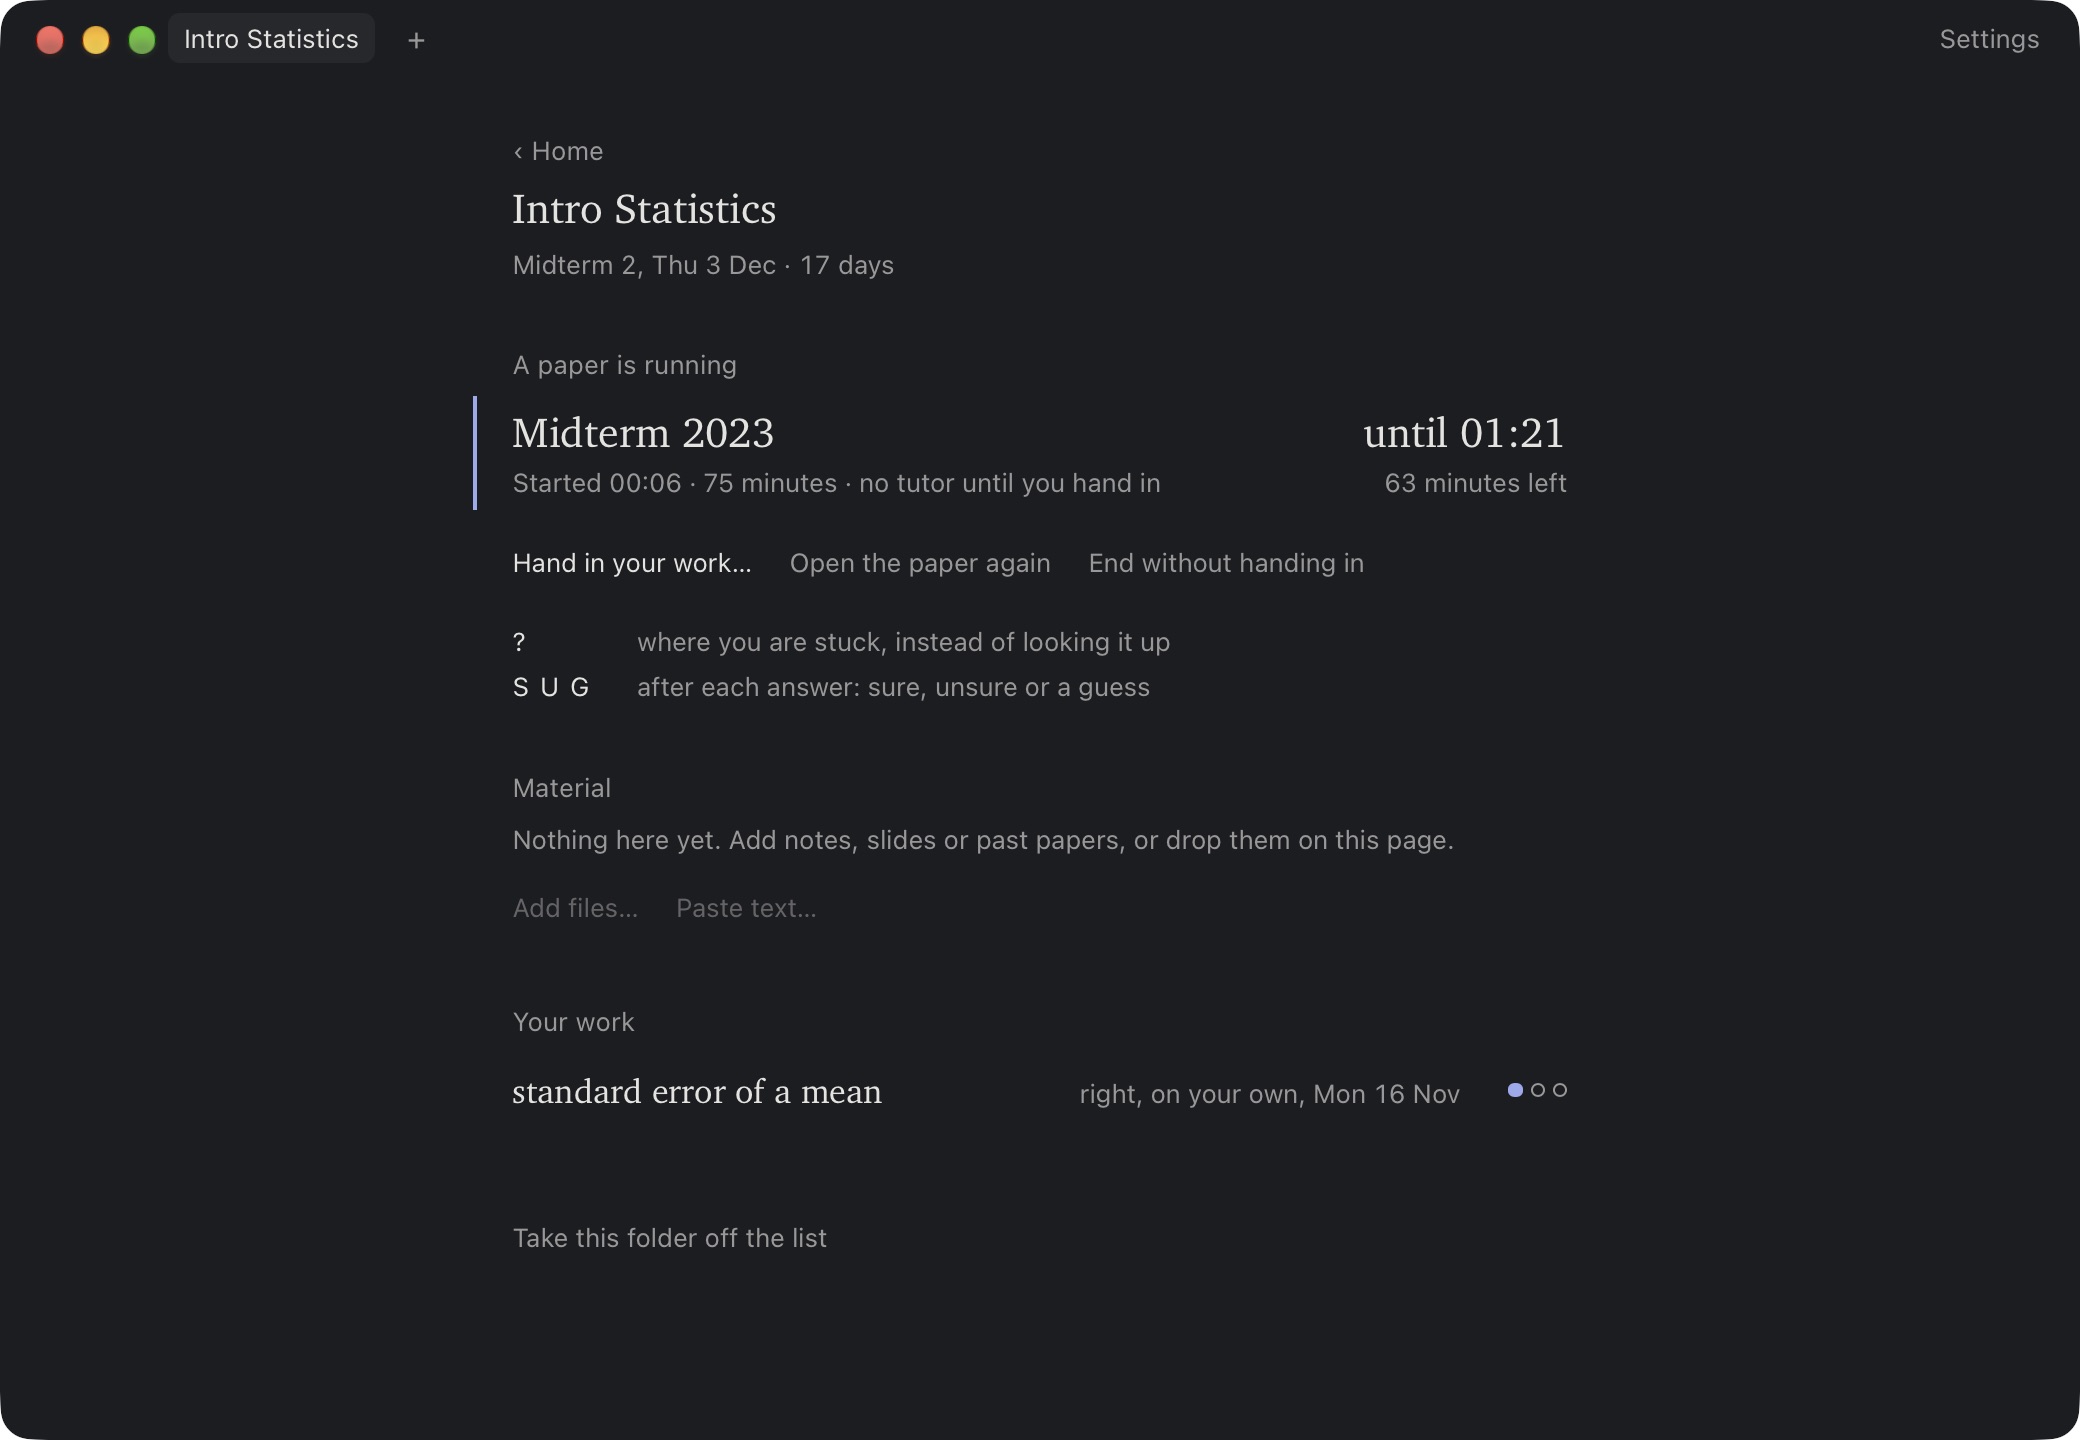 Intro Statistics + Settings
‹ Home
Intro Statistics
Midterm 2, Thu 3 Dec · 17 days
A paper is running
Midterm 2023 until 01:21
Started 00:06 · 75 minutes · no tutor until you hand in 63 minutes left
Hand in your work... Open the paper again End without handing in
? where you are stuck, instead of looking it up
S U G after each answer: sure, unsure or a guess
Material
Nothing here yet. Add notes, slides or past papers, or drop them on this page.
Add files... Paste text...
Your work
standard error of a mean right, on your own, Mon 16 Nov
Take this folder off the list